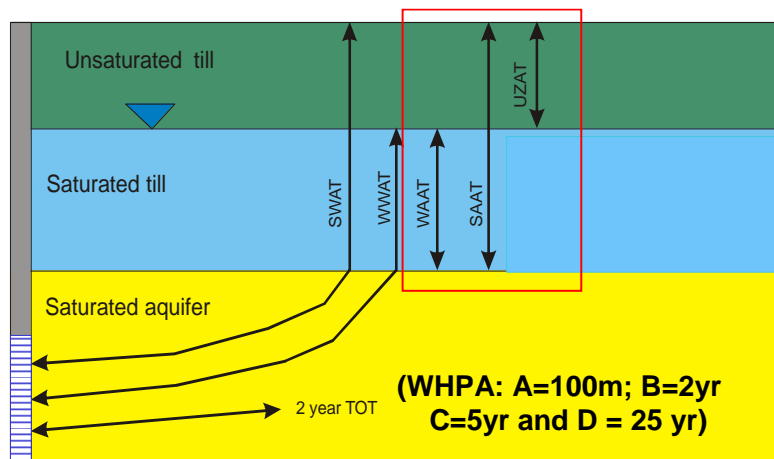 Unsaturated till
UZAT
Saturated till
SWAT
WWAT
WAAT
SAAT
Saturated aquifer
(WHPA: A=100m; B=2yr
C=5yr and D = 25 yr)
2 year TOT